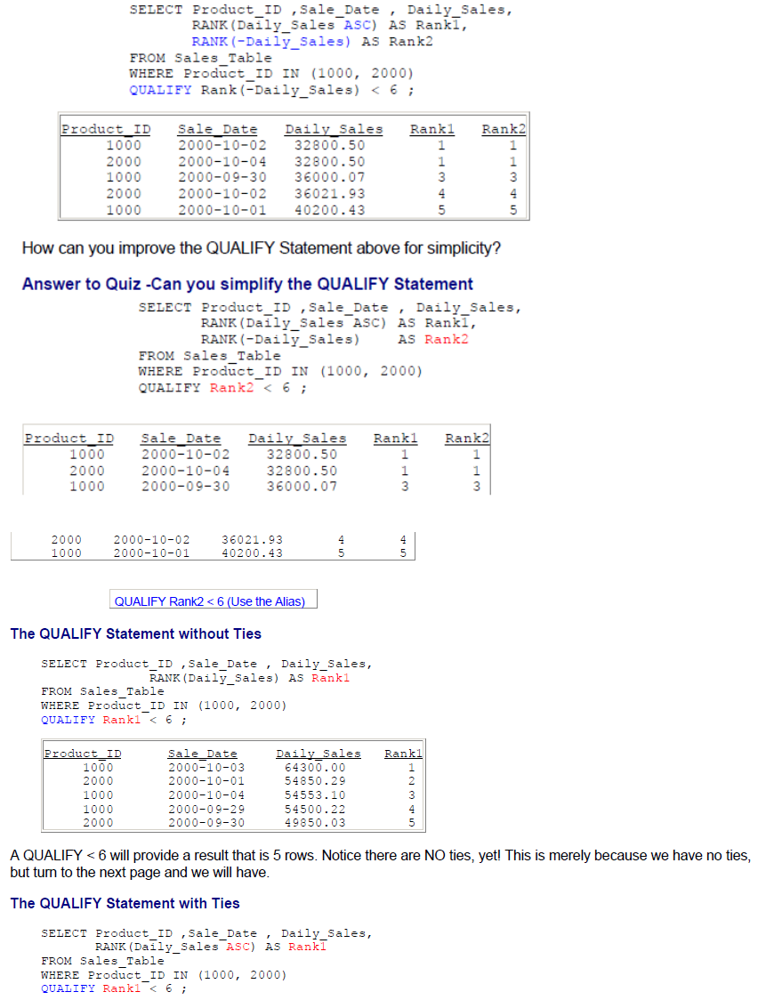 SELECT Product_ID ,Sale_Date , Daily_Sales,
RANK(Daily_Sales ASC) AS Rank1,
RANK(-Daily_Sales) AS Rank2
FROM Sales_Table
WHERE Product_ID IN (1000, 2000)
QUALIFY Rank(-Daily_Sales) < 6 ;
Product_ID Sale_Date Daily_Sales Rank1 Rank2
1000 2000-10-02 32800.50 1 1
2000 2000-10-04 32800.50 1 1
1000 2000-09-30 36000.07 3 3
2000 2000-10-02 36021.93 4 4
1000 2000-10-01 40200.43 5 5
How can you improve the QUALIFY Statement above for simplicity?
Answer to Quiz -Can you simplify the QUALIFY Statement
SELECT Product_ID ,Sale_Date , Daily_Sales,
RANK(Daily_Sales ASC) AS Rank1,
RANK(-Daily_Sales) AS Rank2
FROM Sales_Table
WHERE Product_ID IN (1000, 2000)
QUALIFY Rank2 < 6 ;
Product_ID Sale_Date Daily_Sales Rank1 Rank2
1000 2000-10-02 32800.50 1 1
2000 2000-10-04 32800.50 1 1
1000 2000-09-30 36000.07 3 3
2000 2000-10-02 36021.93 4 4
1000 2000-10-01 40200.43 5 5
QUALIFY Rank2 < 6 (Use the Alias)
The QUALIFY Statement without Ties
SELECT Product_ID ,Sale_Date , Daily_Sales,
RANK(Daily_Sales) AS Rank1
FROM Sales_Table
WHERE Product_ID IN (1000, 2000)
QUALIFY Rank1 < 6 ;
Product_ID Sale_Date Daily_Sales Rank1
1000 2000-10-03 64300.00 1
2000 2000-10-01 54850.29 2
1000 2000-10-04 54553.10 3
1000 2000-09-29 54500.22 4
2000 2000-09-30 49850.03 5
A QUALIFY < 6 will provide a result that is 5 rows. Notice there are NO ties, yet! This is merely because we have no ties,
but turn to the next page and we will have.
The QUALIFY Statement with Ties
SELECT Product_ID ,Sale_Date , Daily_Sales,
RANK(Daily_Sales ASC) AS Rank1
FROM Sales_Table
WHERE Product_ID IN (1000, 2000)
QUALIFY Rank1 < 6 ;